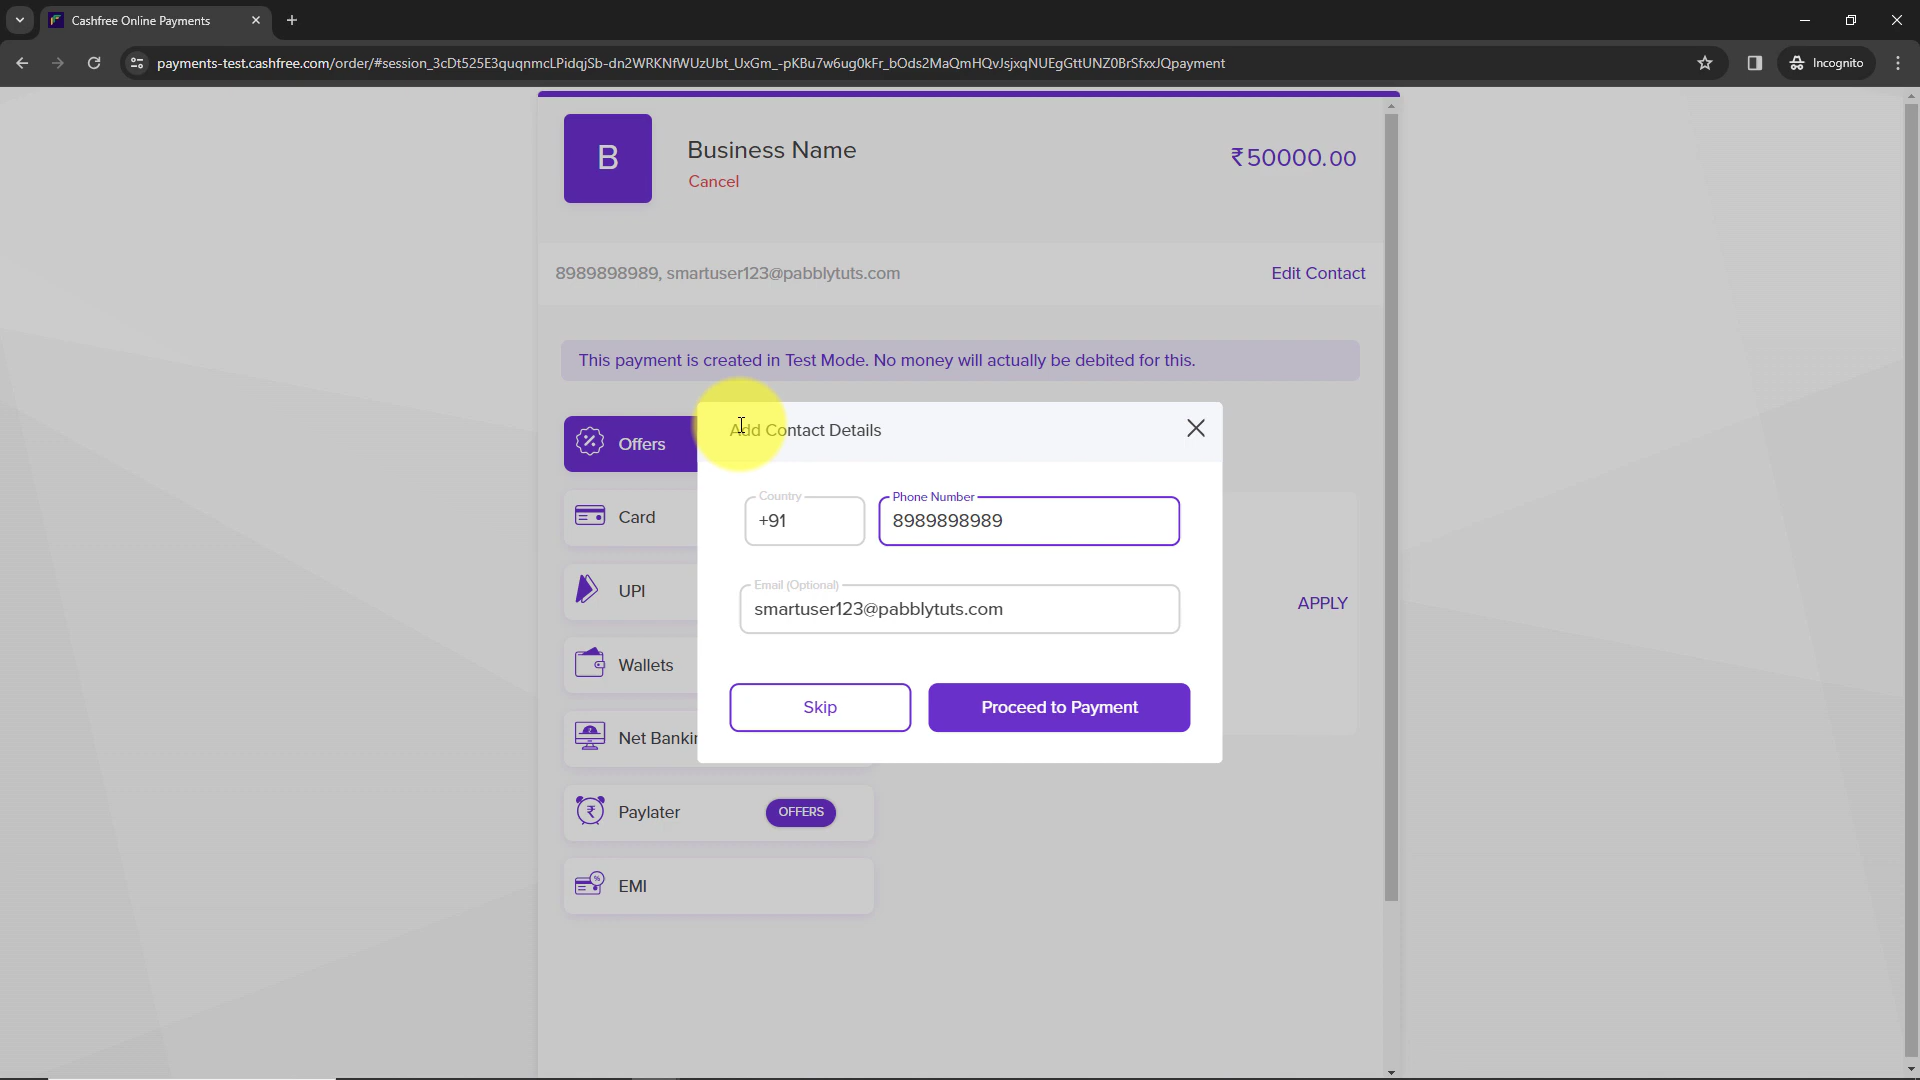 Cashfree Online Payments
payments-test.cashfree.com/order/#session_3cDt525E3quqnmcLPidqjSb-dn2WRKNfWUzUbt_UxGm_-pKBu7w6ug0kFr_bOds2MaQmHQvJsjxqNUEgGttUNZ0BrSfxxJQpayment
Incognito
B
Business Name
Cancel
₹50000.00
8989898989, smartuser123@pabblytuts.com
Edit Contact
This payment is created in Test Mode. No money will actually be debited for this.
Offers
Add Contact Details
Country
+91
Phone Number
8989898989
Card
Email (Optional)
smartuser123@pabblytuts.com
UPI
APPLY
Wallets
Skip
Proceed to Payment
Net Bankin
Paylater
OFFERS
EMI